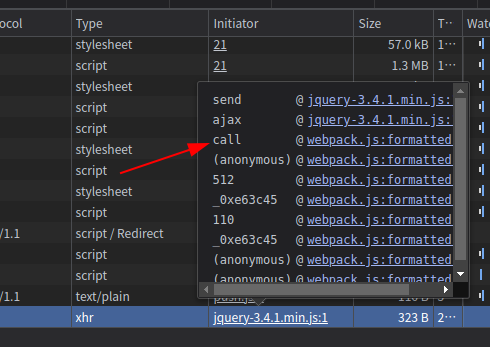 ocol Type Initiator Size T… Wate
stylesheet 21 57.0 kB 1…
script 21 1.3 MB 1…
stylesheet
script
script
stylesheet
script
stylesheet
script
/1.1 script / Redirect
script
script
/1.1 text/plain
xhr jquery-3.4.1.min.js:1 323 B 2…
send @ jquery-3.4.1.min.js:
ajax @ jquery-3.4.1.min.js:
call @ webpack.js:formatted
(anonymous) @ webpack.js:formatted
512 @ webpack.js:formatted
_0xe63c45 @ webpack.js:formatted
110 @ webpack.js:formatted
_0xe63c45 @ webpack.js:formatted
(anonymous) @ webpack.js:formatted
(anonymous) @ webpack.js:formatted